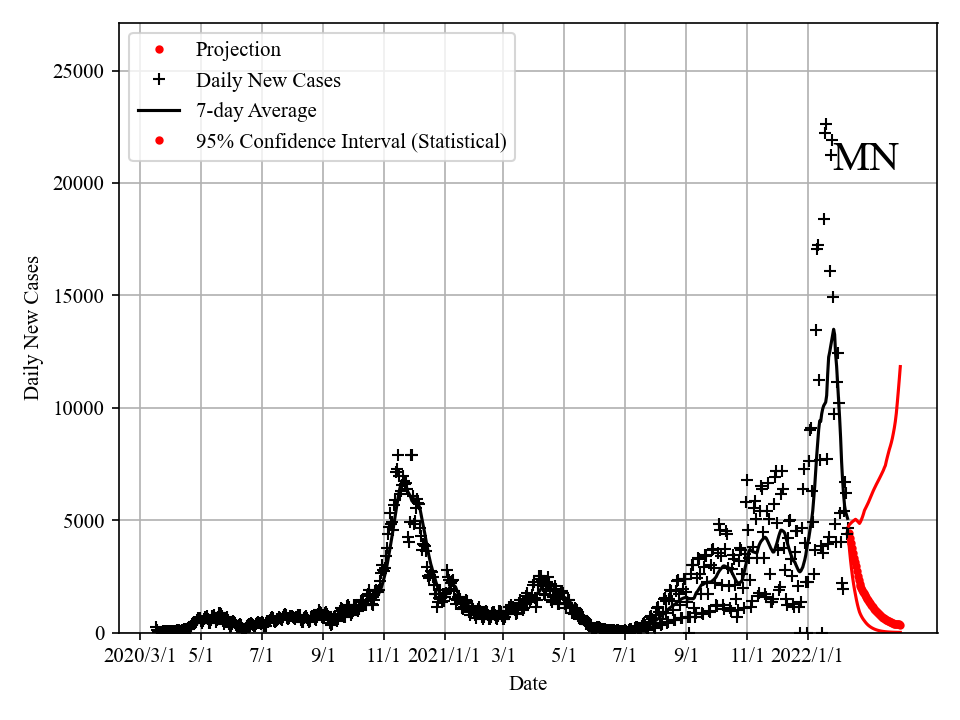 Projection
Daily New Cases
7-day Average
95% Confidence Interval (Statistical)
MN
Daily New Cases
25000
20000
15000
10000
5000
0
2020/3/1 5/1 7/1 9/1 11/1 2021/1/1 3/1 5/1 7/1 9/1 11/1 2022/1/1
Date